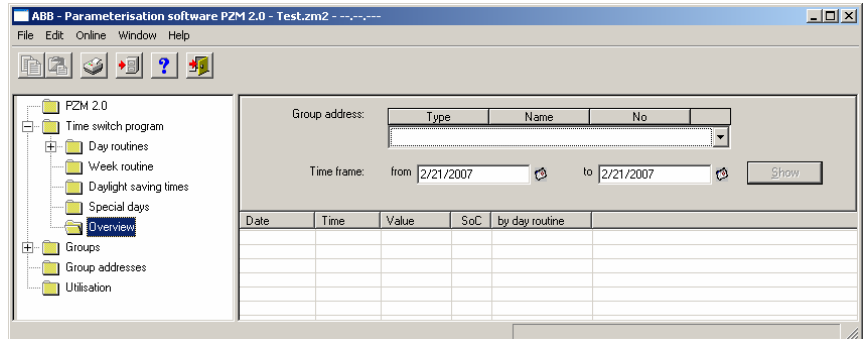 ABB - Parameterisation software PZM 2.0 - Test.zm2 - --,--,---
File Edit Online Window Help
?
PZM 2.0
Time switch program
Day routines
Week routine
Daylight saving times
Special days
Overview
Groups
Group addresses
Utilisation
Group address:
Type Name No
Time frame: from 2/21/2007 to 2/21/2007 Show
Date Time Value SoC by day routine